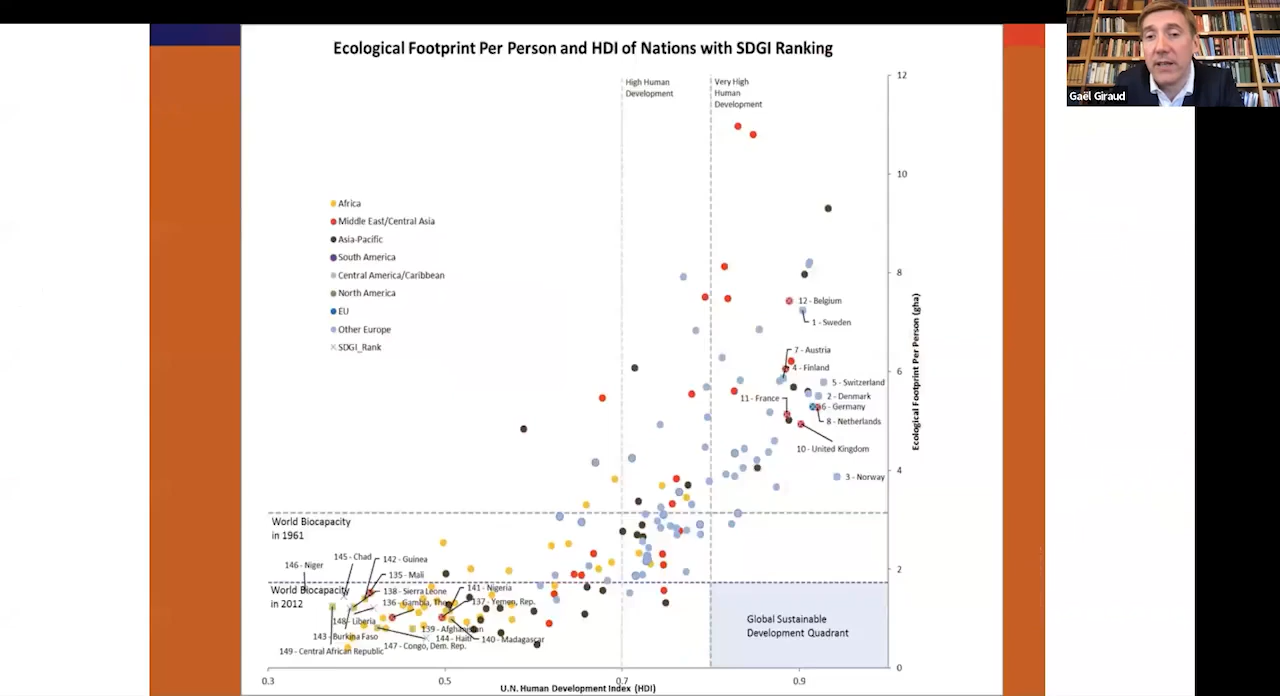 Gaël Giraud
Ecological Footprint Per Person and HDI of Nations with SDGI Ranking
High Human
Development
Very High
Human
Development
Africa
Middle East/Central Asia
Asia-Pacific
South America
Central America/Caribbean
North America
EU
Other Europe
SDGI_Rank
12
10
8
6
4
2
0
Ecological Footprint Per Person (gha)
12 - Belgium
1 - Sweden
7 - Austria
4 - Finland
5 - Switzerland
11 - France
2 - Denmark
6 - Germany
8 - Netherlands
10 - United Kingdom
3 - Norway
World Biocapacity
in 1961
145 - Chad
142 - Guinea
146 - Niger
135 - Mali
World Biocapacity
in 2012
138 - Sierra Leone
141 - Nigeria
136 - Gambia, The
137 - Yemen, Rep.
148 - Liberia
139 - Afghanistan
143 - Burkina Faso
144 - Haiti
140 - Madagascar
147 - Congo, Dem. Rep.
149 - Central African Republic
Global Sustainable
Development Quadrant
0.3
0.5
0.7
0.9
U.N. Human Development Index (HDI)